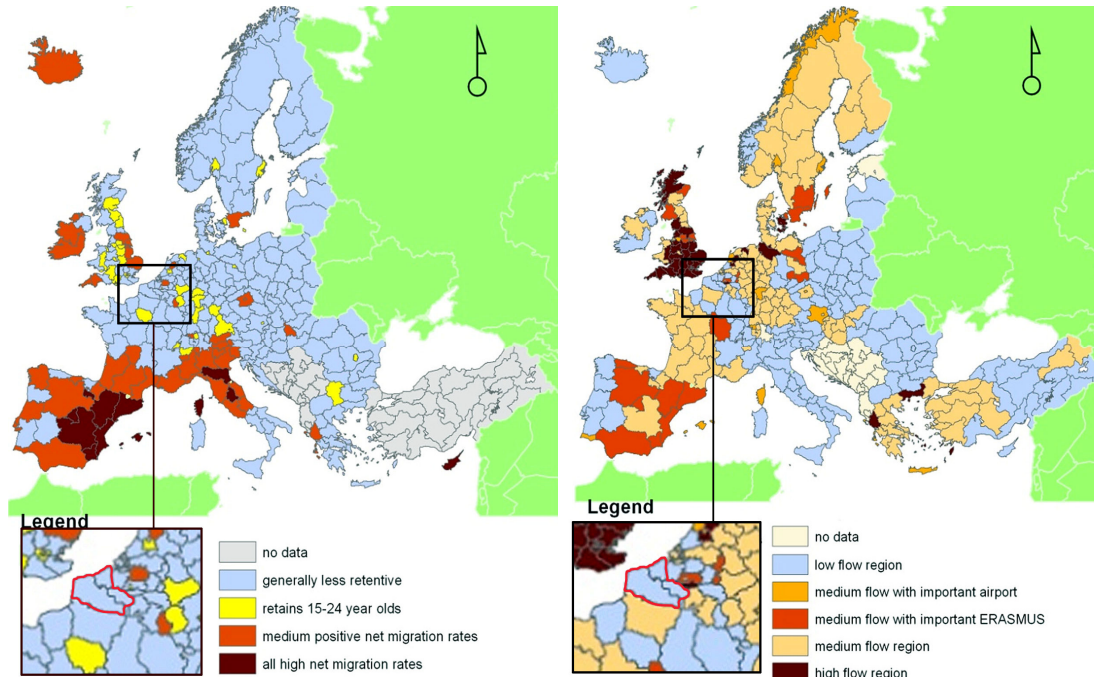 Legend
no data
generally less retentive
retains 15-24 year olds
medium positive net migration rates
all high net migration rates
Legend
no data
low flow region
medium flow with important airport
medium flow with important ERASMUS
medium flow region
high flow region